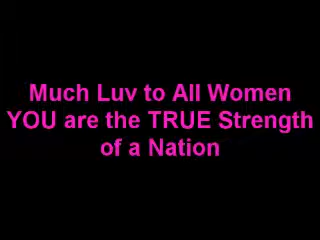 Much Luv to All Women
YOU are the TRUE Strength
of a Nation